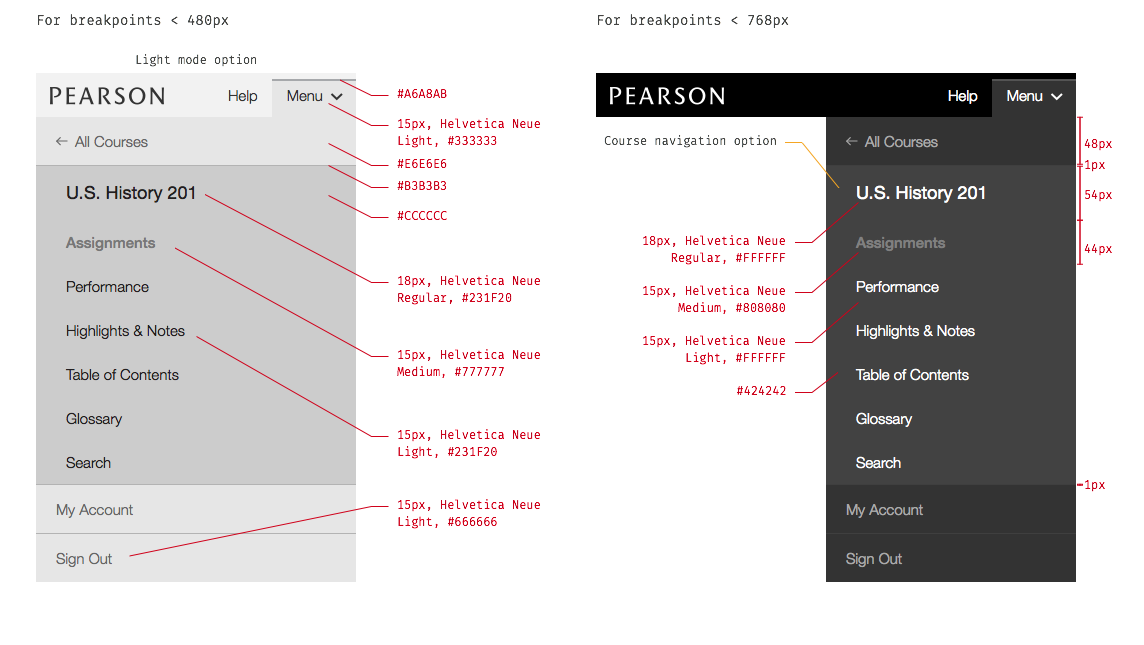 For breakpoints < 480px
Light mode option
PEARSON
Help
Menu
← All Courses
U.S. History 201
Assignments
Performance
Highlights & Notes
Table of Contents
Glossary
Search
My Account
Sign Out
#A6A8AB
15px, Helvetica Neue
Light, #333333
#E6E6E6
#B3B3B3
#CCCCCC
18px, Helvetica Neue
Regular, #231F20
15px, Helvetica Neue
Medium, #777777
15px, Helvetica Neue
Light, #231F20
15px, Helvetica Neue
Light, #666666
For breakpoints < 768px
PEARSON
Help
Menu
Course navigation option
← All Courses
U.S. History 201
Assignments
Performance
Highlights & Notes
Table of Contents
Glossary
Search
My Account
Sign Out
18px, Helvetica Neue
Regular, #FFFFFF
15px, Helvetica Neue
Medium, #808080
15px, Helvetica Neue
Light, #FFFFFF
#424242
48px
1px
54px
44px
1px